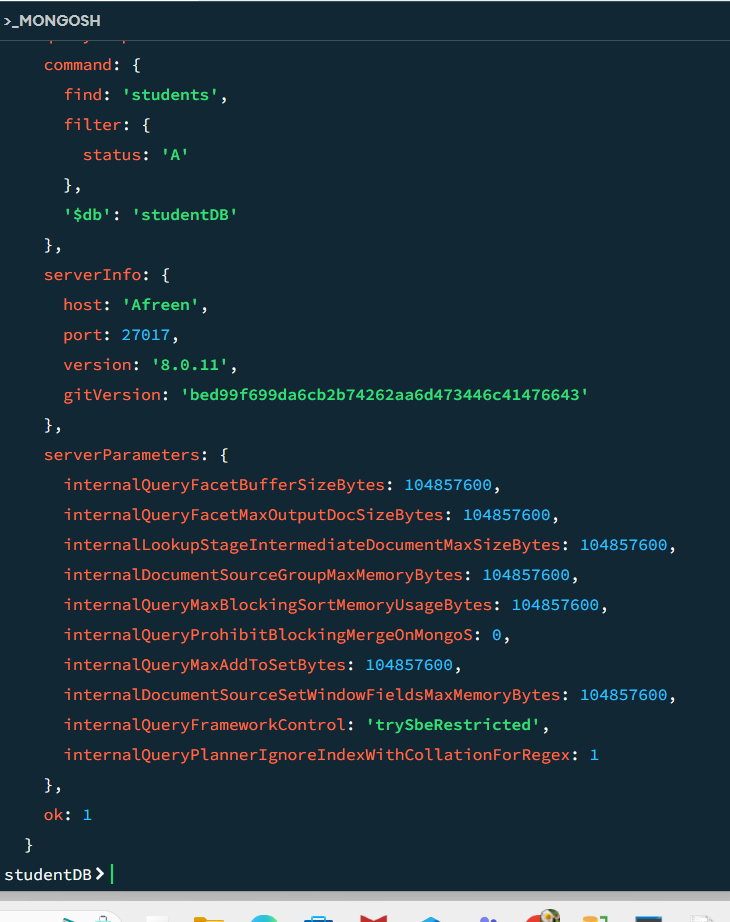 >_MONGOSH
command: {
find: 'students',
filter: {
status: 'A'
},
'$db': 'studentDB'
},
serverInfo: {
host: 'Afreen',
port: 27017,
version: '8.0.11',
gitVersion: 'bed99f699da6cb2b74262aa6d473446c41476643'
},
serverParameters: {
internalQueryFacetBufferSizeBytes: 104857600,
internalQueryFacetMaxOutputDocSizeBytes: 104857600,
internalLookupStageIntermediateDocumentMaxSizeBytes: 104857600,
internalDocumentSourceGroupMaxMemoryBytes: 104857600,
internalQueryMaxBlockingSortMemoryUsageBytes: 104857600,
internalQueryProhibitBlockingMergeOnMongoS: 0,
internalQueryMaxAddToSetBytes: 104857600,
internalDocumentSourceSetWindowFieldsMaxMemoryBytes: 104857600,
internalQueryFrameworkControl: 'trySbeRestricted',
internalQueryPlannerIgnoreIndexWithCollationForRegex: 1
},
ok: 1
}
studentDB>